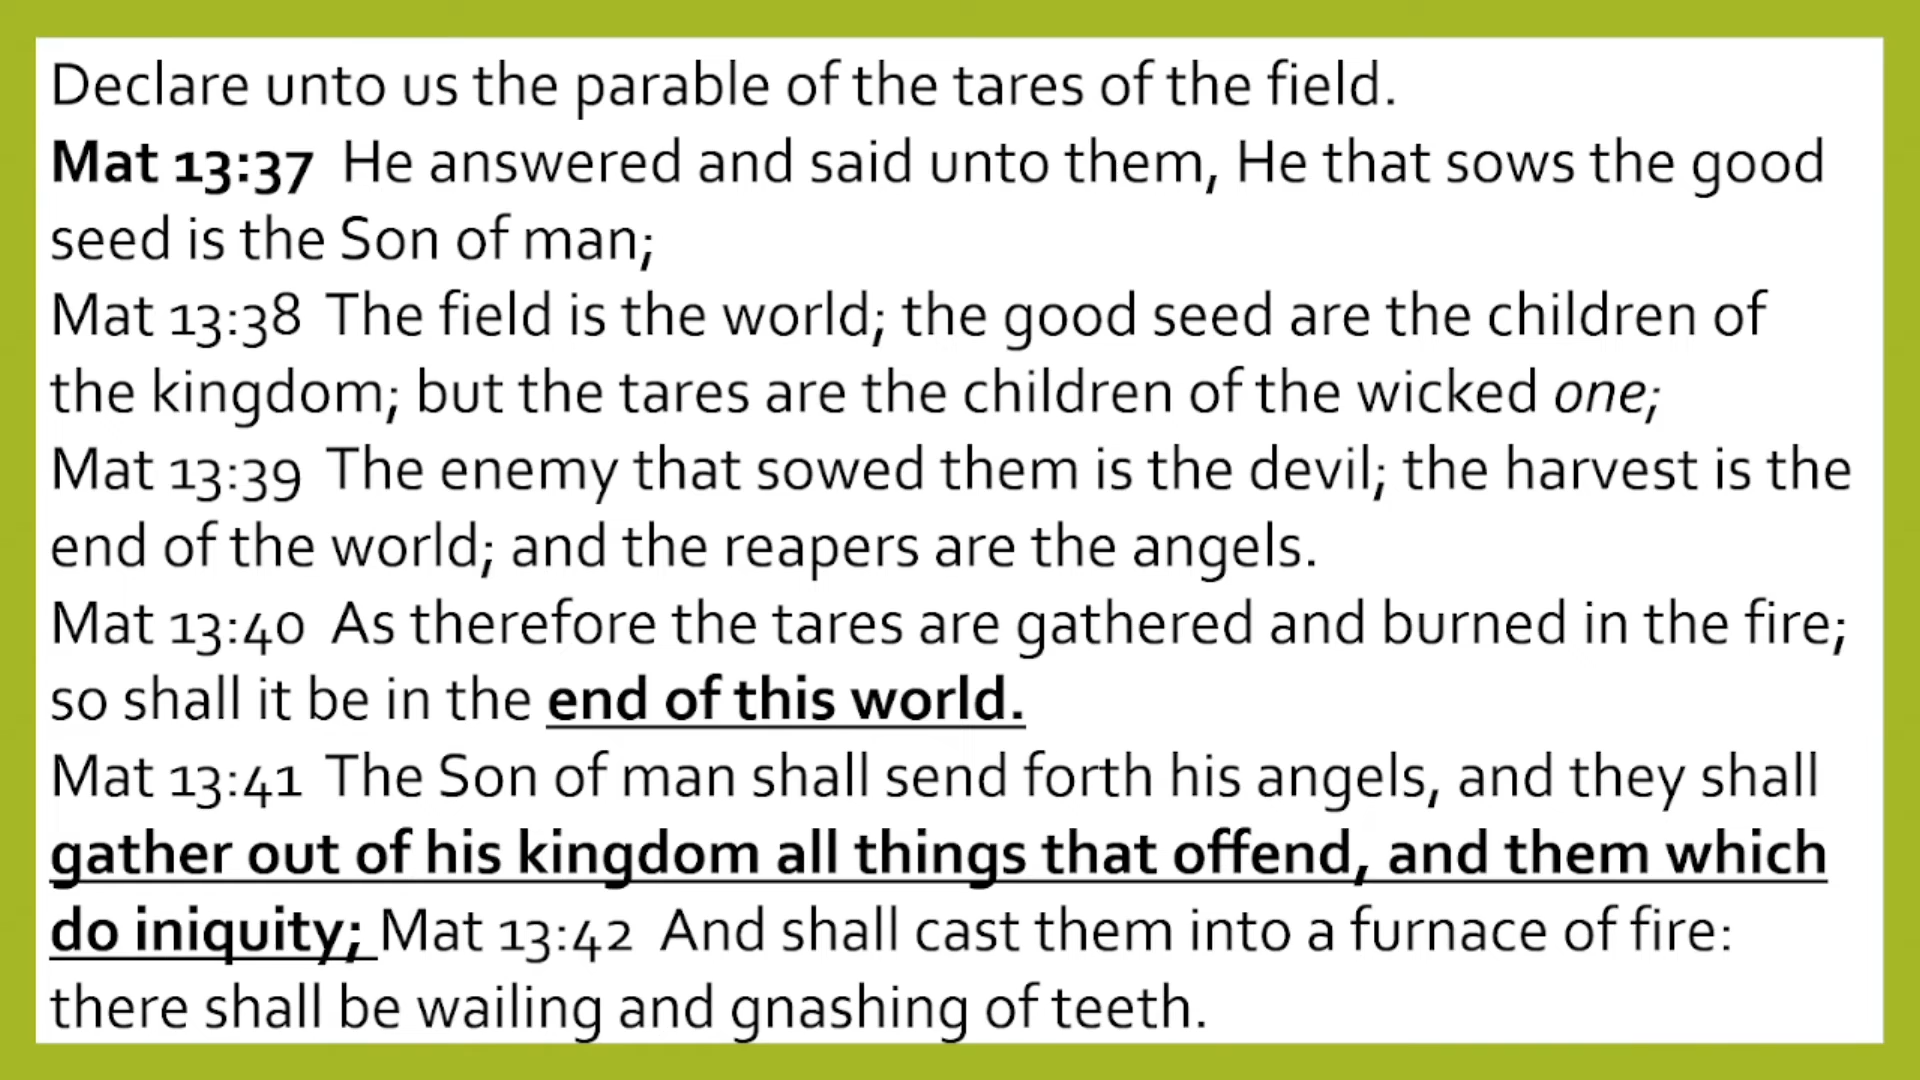 Declare unto us the parable of the tares of the field.
Mat 13:37  He answered and said unto them, He that sows the good
seed is the Son of man;
Mat 13:38  The field is the world; the good seed are the children of
the kingdom; but the tares are the children of the wicked one;
Mat 13:39  The enemy that sowed them is the devil; the harvest is the
end of the world; and the reapers are the angels.
Mat 13:40  As therefore the tares are gathered and burned in the fire;
so shall it be in the end of this world.
Mat 13:41  The Son of man shall send forth his angels, and they shall
gather out of his kingdom all things that offend, and them which
do iniquity; Mat 13:42  And shall cast them into a furnace of fire:
there shall be wailing and gnashing of teeth.